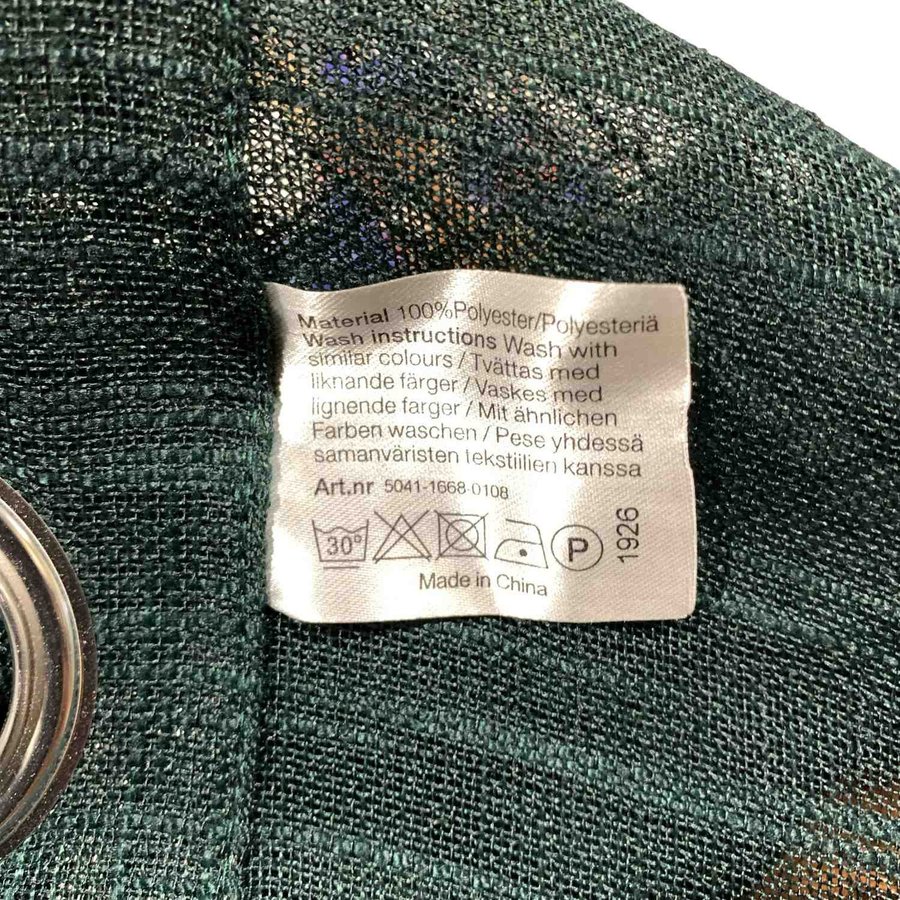 Material 100%Polyester/Polyesteriä
Wash instructions Wash with
similar colours / Tvättas med
liknande färger / Vaskes med
lignende farger / Mit ähnlichen
Farben waschen / Pese yhdessä
samanväristen tekstiilien kanssa
Art.nr 5041-1668-0108
30°
P
1926
Made in China